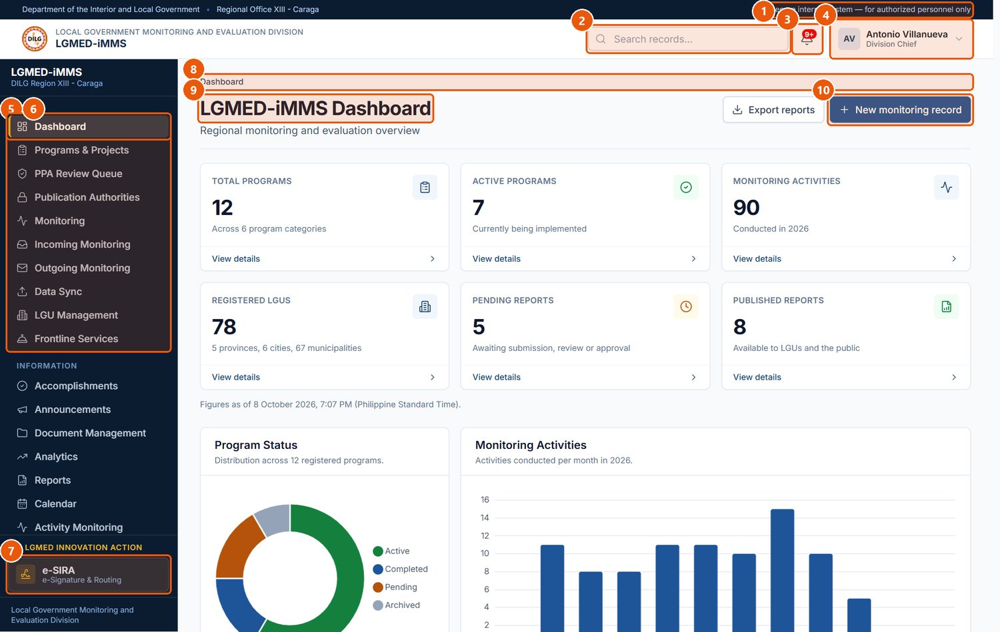 Department of the Interior and Local Government • Regional Office XIII - Caraga
interna stem — for authorized personnel only
1
2
3
4
DILG
LOCAL GOVERNMENT MONITORING AND EVALUATION DIVISION
LGMED-iMMS
Search records...
9+
AV
Antonio Villanueva
Division Chief
LGMED-iMMS
DILG Region XIII - Caraga
5
6
Dashboard
Programs & Projects
PPA Review Queue
Publication Authorities
Monitoring
Incoming Monitoring
Outgoing Monitoring
Data Sync
LGU Management
Frontline Services
INFORMATION
Accomplishments
Announcements
Document Management
Analytics
Reports
Calendar
Activity Monitoring
LGMED INNOVATION ACTION
7
e-SIRA
e-Signature & Routing
Local Government Monitoring and
Evaluation Division
8
Dashboard
9
LGMED-iMMS Dashboard
Regional monitoring and evaluation overview
Export reports
10
+ New monitoring record
TOTAL PROGRAMS
12
Across 6 program categories
View details
ACTIVE PROGRAMS
7
Currently being implemented
View details
MONITORING ACTIVITIES
90
Conducted in 2026
View details
REGISTERED LGUS
78
5 provinces, 6 cities, 67 municipalities
View details
PENDING REPORTS
5
Awaiting submission, review or approval
View details
PUBLISHED REPORTS
8
Available to LGUs and the public
View details
Figures as of 8 October 2026, 7:07 PM (Philippine Standard Time).
Program Status
Distribution across 12 registered programs.
Active
Completed
Pending
Archived
Monitoring Activities
Activities conducted per month in 2026.
16
14
12
10
8
6
4
2